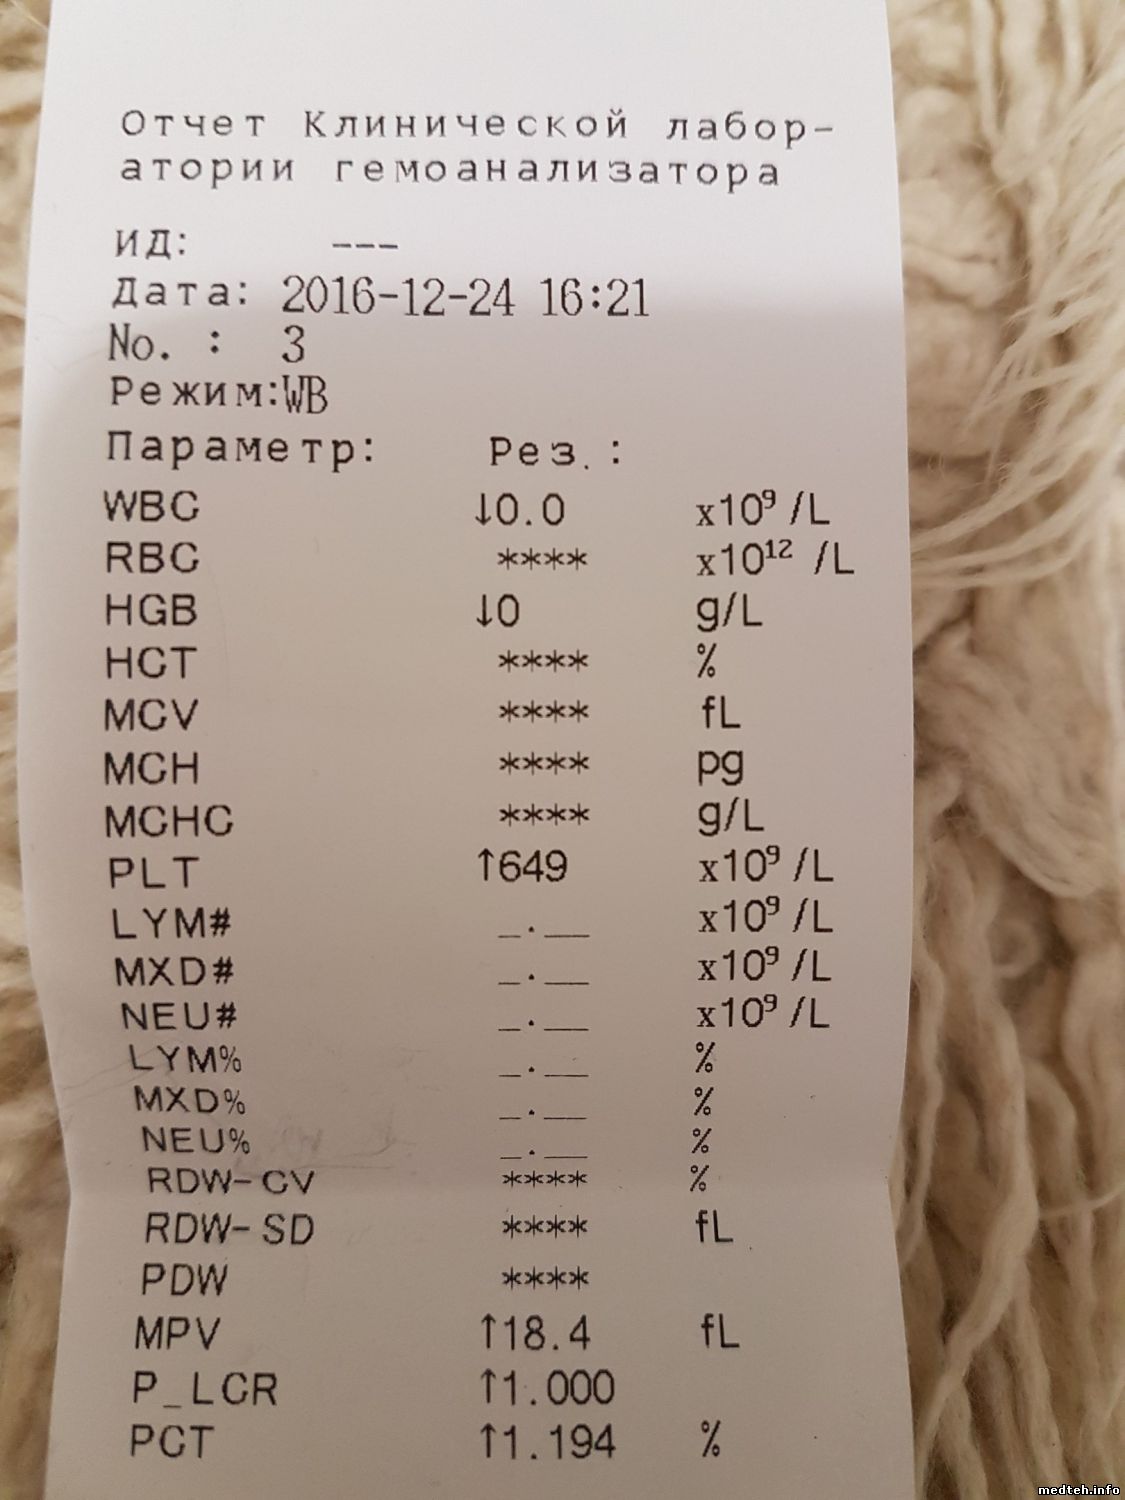 Отчет Клинической лабор-
атории гемоанализатора
ИД: ---
Дата: 2016-12-24 16:21
No. : 3
Режим:WB
Параметр: Рез.:
WBC ↓0.0 x10⁹ /L
RBC **** x10¹² /L
HGB ↓0 g/L
HCT **** %
MCV **** fL
MCH **** pg
MCHC **** g/L
PLT ↑649 x10⁹ /L
LYM# _.__ x10⁹ /L
MXD# _.__ x10⁹ /L
NEU# _.__ x10⁹ /L
LYM% _.__ %
MXD% _.__ %
NEU% _.__ %
RDW-CV **** %
RDW-SD **** fL
PDW ****
MPV ↑18.4 fL
P_LCR ↑1.000
PCT ↑1.194 %
medteh.info